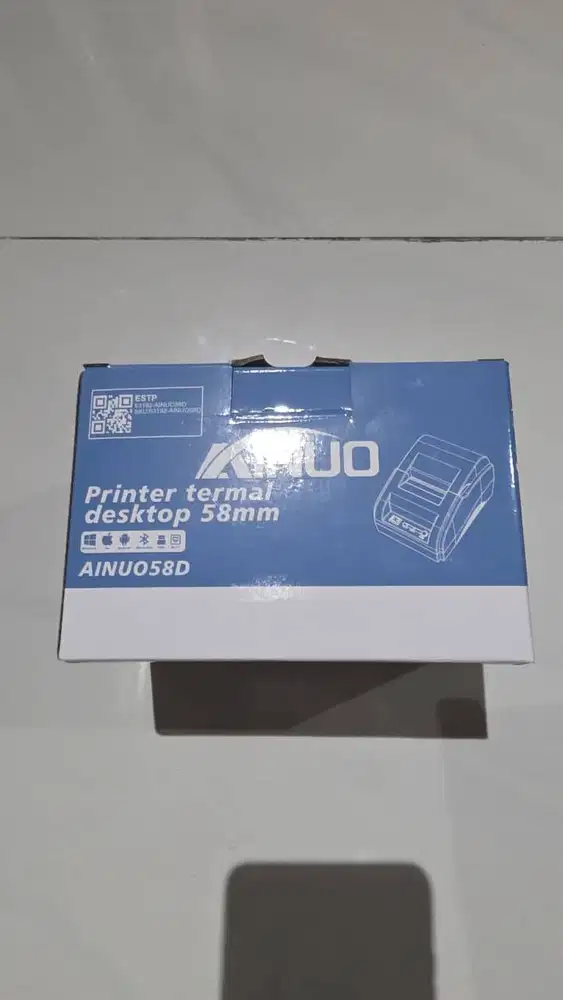 ESTP
AINUO
Printer termal
desktop 58mm
AINUO58D